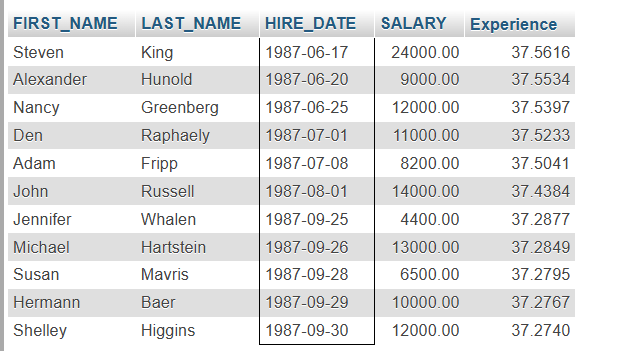 FIRST_NAME LAST_NAME HIRE_DATE SALARY Experience
Steven King 1987-06-17 24000.00 37.5616
Alexander Hunold 1987-06-20 9000.00 37.5534
Nancy Greenberg 1987-06-25 12000.00 37.5397
Den Raphaely 1987-07-01 11000.00 37.5233
Adam Fripp 1987-07-08 8200.00 37.5041
John Russell 1987-08-01 14000.00 37.4384
Jennifer Whalen 1987-09-25 4400.00 37.2877
Michael Hartstein 1987-09-26 13000.00 37.2849
Susan Mavris 1987-09-28 6500.00 37.2795
Hermann Baer 1987-09-29 10000.00 37.2767
Shelley Higgins 1987-09-30 12000.00 37.2740